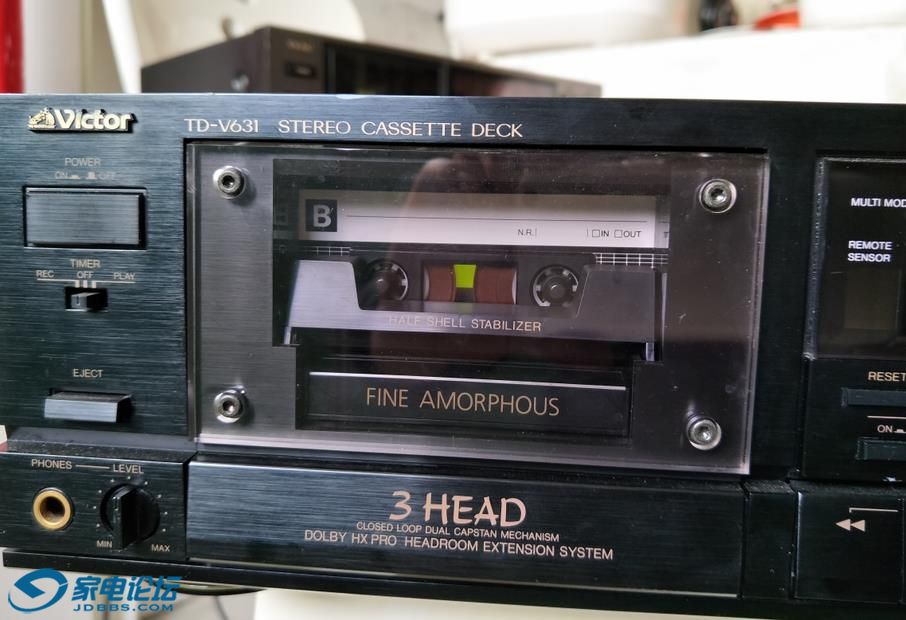 Victor
TD-V631 STEREO CASSETTE DECK
POWER
ON OFF
TIMER
REC OFF PLAY
EJECT
PHONES LEVEL
MIN MAX
B
N.R.
IN OUT
HALF SHELL STABILIZER
FINE AMORPHOUS
3 HEAD
CLOSED LOOP DUAL CAPSTAN MECHANISM
DOLBY HX PRO HEADROOM EXTENSION SYSTEM
MULTI MOD
REMOTE
SENSOR
RESET
ON
家电论坛
JDBBS.COM